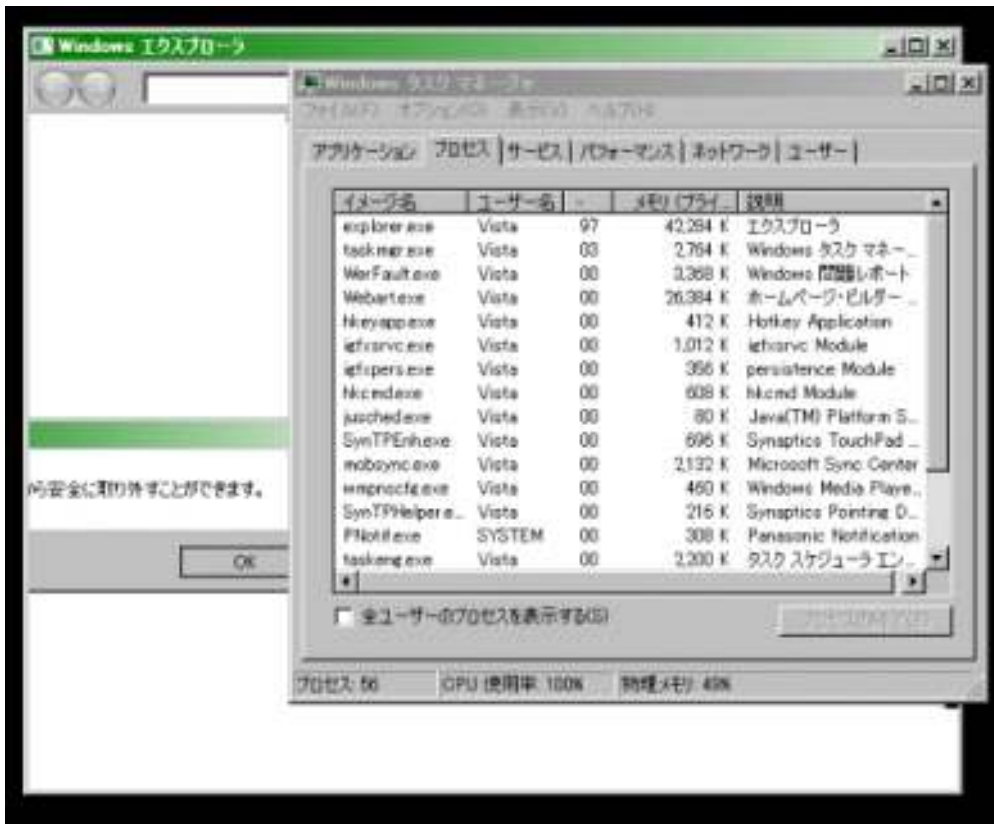 Windows エクスプローラ
Windows タスク マネージャ
ファイル(F) オプション(O) 表示(V) ヘルプ(H)
アプリケーション プロセス サービス パフォーマンス ネットワーク ユーザー
イメージ名 ユーザー名 メモリ (プライ... 説明
explorer.exe Vista 97 42,284 K エクスプローラ
taskmgr.exe Vista 03 2,764 K Windows タスク マネー...
WerFault.exe Vista 00 3,368 K Windows 問題レポート
Webart.exe Vista 00 26,384 K ホームページ・ビルダー ...
hkeyapp.exe Vista 00 412 K Hotkey Application
igfxsrvc.exe Vista 00 1,012 K igfxsrvc Module
igfxpers.exe Vista 00 356 K persistence Module
hkcmd.exe Vista 00 608 K hkcmd Module
jusched.exe Vista 00 80 K Java(TM) Platform S...
SynTPEnh.exe Vista 00 696 K Synaptics TouchPad ...
mobsync.exe Vista 00 2,132 K Microsoft Sync Center
wmpnscfg.exe Vista 00 460 K Windows Media Playe...
SynTPHelper.e... Vista 00 216 K Synaptics Pointing D...
PNotif.exe SYSTEM 00 308 K Panasonic Notification
taskeng.exe Vista 00 2,200 K タスク スケジューラ エン...
から安全に取り外すことができます。
OK
全ユーザーのプロセスを表示する(S)
プロセス: 56 CPU 使用率: 100% 物理メモリ: 49%